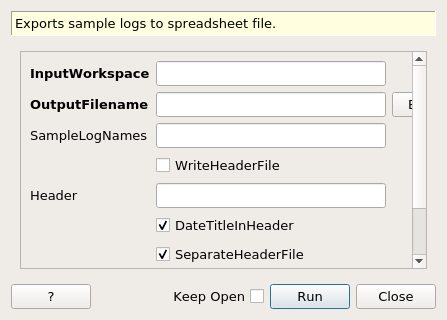 Exports sample logs to spreadsheet file.
InputWorkspace
OutputFilename
SampleLogNames
WriteHeaderFile
Header
DateTitleInHeader
SeparateHeaderFile
? Keep Open Run Close